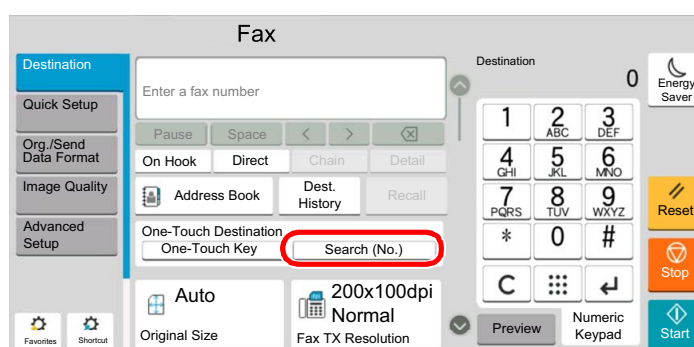 Fax
Destination
Quick Setup
Org./Send
Data Format
Image Quality
Advanced
Setup
Favorites
Shortcut
Enter a fax number
Pause
Space
<
>
On Hook
Direct
Chain
Detail
Address Book
Dest.
History
Recall
One-Touch Destination
One-Touch Key
Search (No.)
Auto
Original Size
200x100dpi
Normal
Fax TX Resolution
Destination
0
1
2
ABC
3
DEF
4
GHI
5
JKL
6
MNO
7
PQRS
8
TUV
9
WXYZ
*
0
#
C
Preview
Numeric
Keypad
Energy
Saver
Reset
Stop
Start